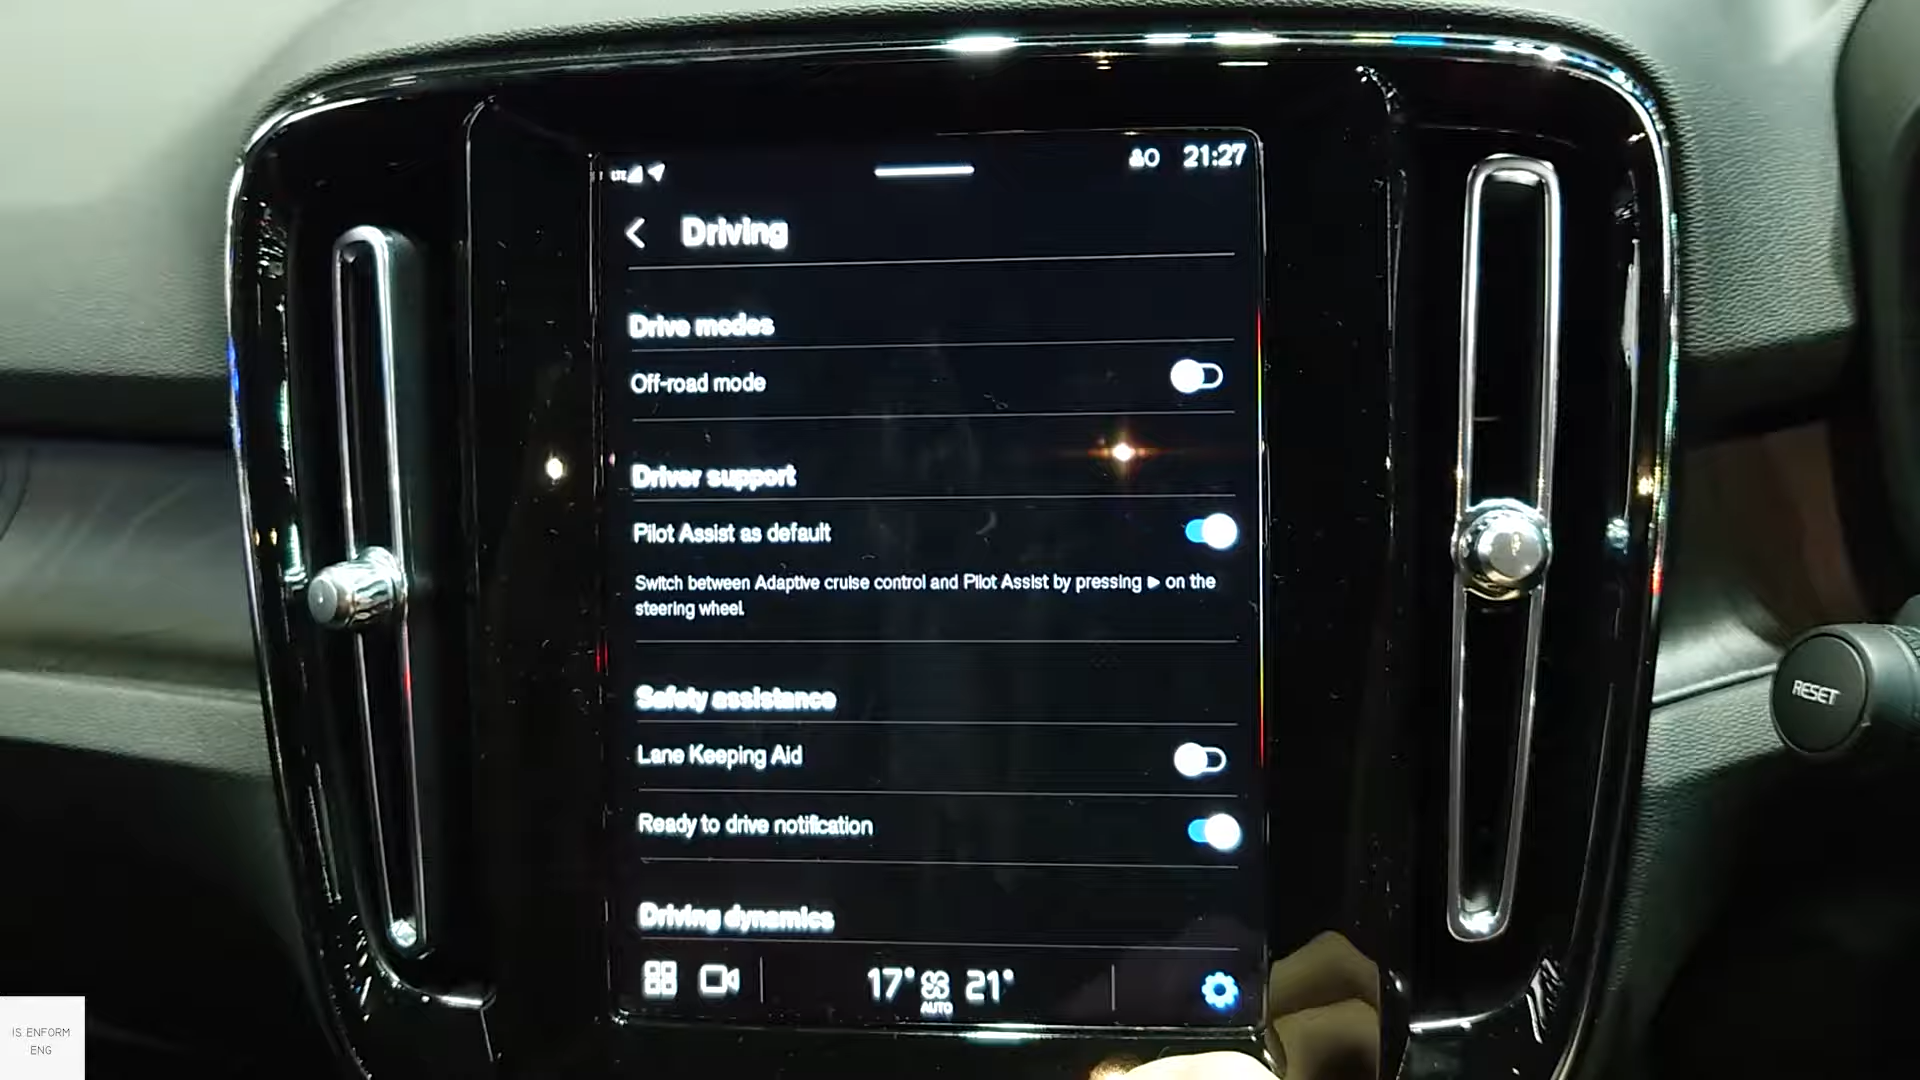 LTE
21:27
Driving
Drive modes
Off-road mode
Driver support
Pilot Assist as default
Switch between Adaptive cruise control and Pilot Assist by pressing ▶ on the
steering wheel.
Safety assistance
Lane Keeping Aid
Ready to drive notification
Driving dynamics
17° 21°
AUTO
RESET
IS ENFORM
ENG